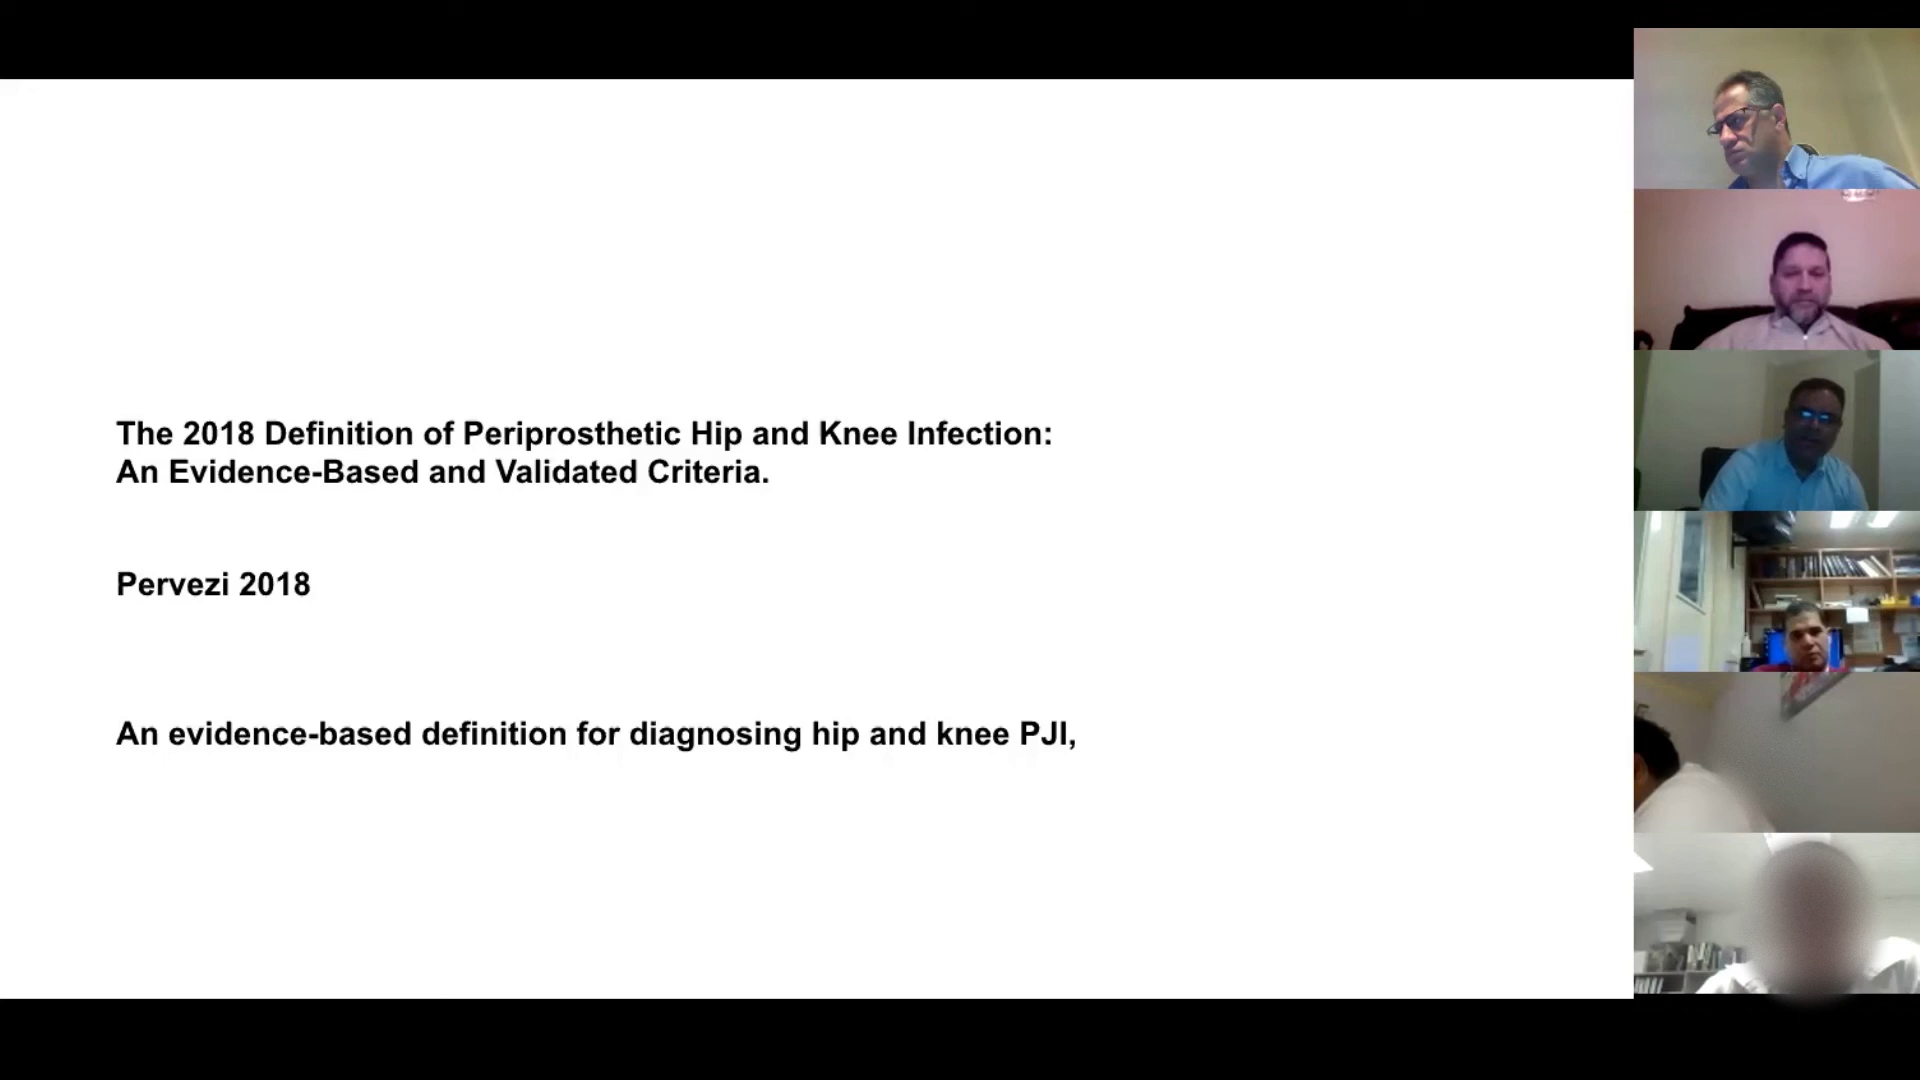 The 2018 Definition of Periprosthetic Hip and Knee Infection:
An Evidence-Based and Validated Criteria.
Pervezi 2018
An evidence-based definition for diagnosing hip and knee PJI,